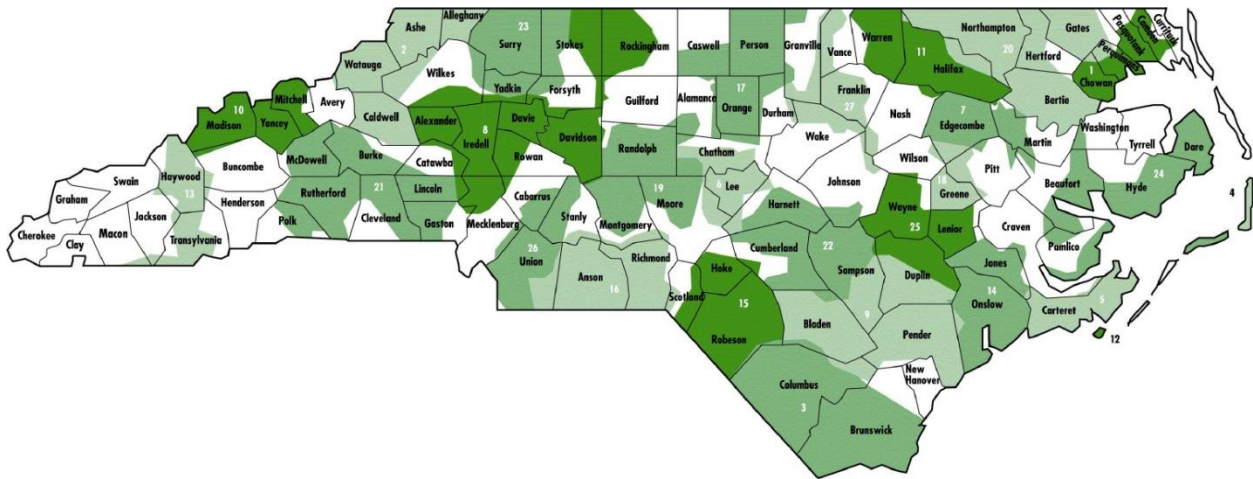 Ashe
Alleghany
23
Surry
Stokes
Rockingham
Caswell
Person
Granville
Vance
Warren
Northampton
Gates
Pasquotank
Camden
Currituck
2
Watauga
Wilkes
Yadkin
Forsyth
Guilford
Alamance
17
Orange
Durham
Franklin
27
11
Halifax
20
Hertford
Perquimans
1
Chowan
10
Mitchell
Avery
Madison
Yancey
Caldwell
Alexander
8
Iredell
Davie
Davidson
Randolph
Chatham
Wake
Nash
7
Edgecombe
Bertie
Martin
Washington
Tyrrell
Dare
McDowell
Burke
Catawba
Rowan
Swain
Haywood
Buncombe
13
Rutherford
21
Lincoln
Graham
Jackson
Henderson
Polk
Cleveland
Gaston
Mecklenburg
Cabarrus
Stanly
Montgomery
19
Moore
6
Lee
Harnett
Johnson
Wilson
18
Greene
Pitt
Beaufort
Hyde
24
4
Cherokee
Clay
Macon
Transylvania
26
Union
Anson
16
Richmond
Cumberland
22
Sampson
Wayne
25
Lenior
Craven
Pamlico
Scotland
Hoke
15
Robeson
Bladen
9
Duplin
Jones
14
Onslow
Carteret
5
12
Pender
New
Hanover
Columbus
3
Brunswick